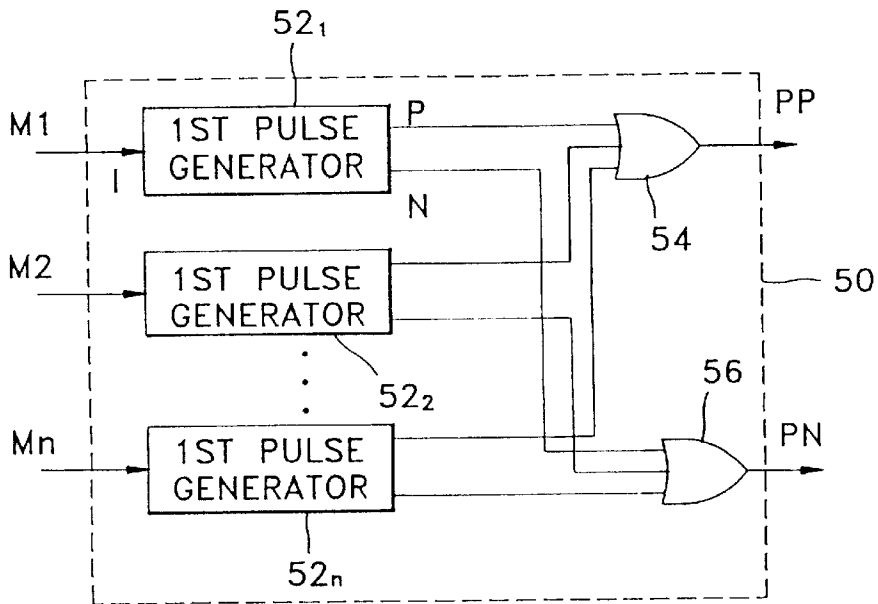 52₁
M1
I
1ST PULSE
GENERATOR
P
N
PP
54
M2
1ST PULSE
GENERATOR
52₂
50
Mn
1ST PULSE
GENERATOR
52n
56
PN